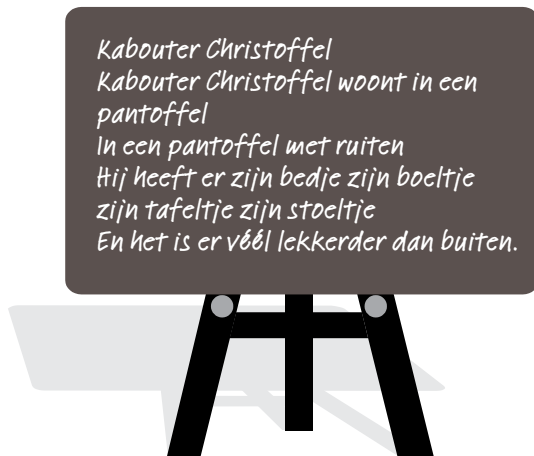 Kabouter Christoffel
Kabouter Christoffel woont in een
pantoffel
In een pantoffel met ruiten
Hij heeft er zijn bedje zijn boeltje
zijn tafeltje zijn stoeltje
En het is er véél lekkerder dan buiten.